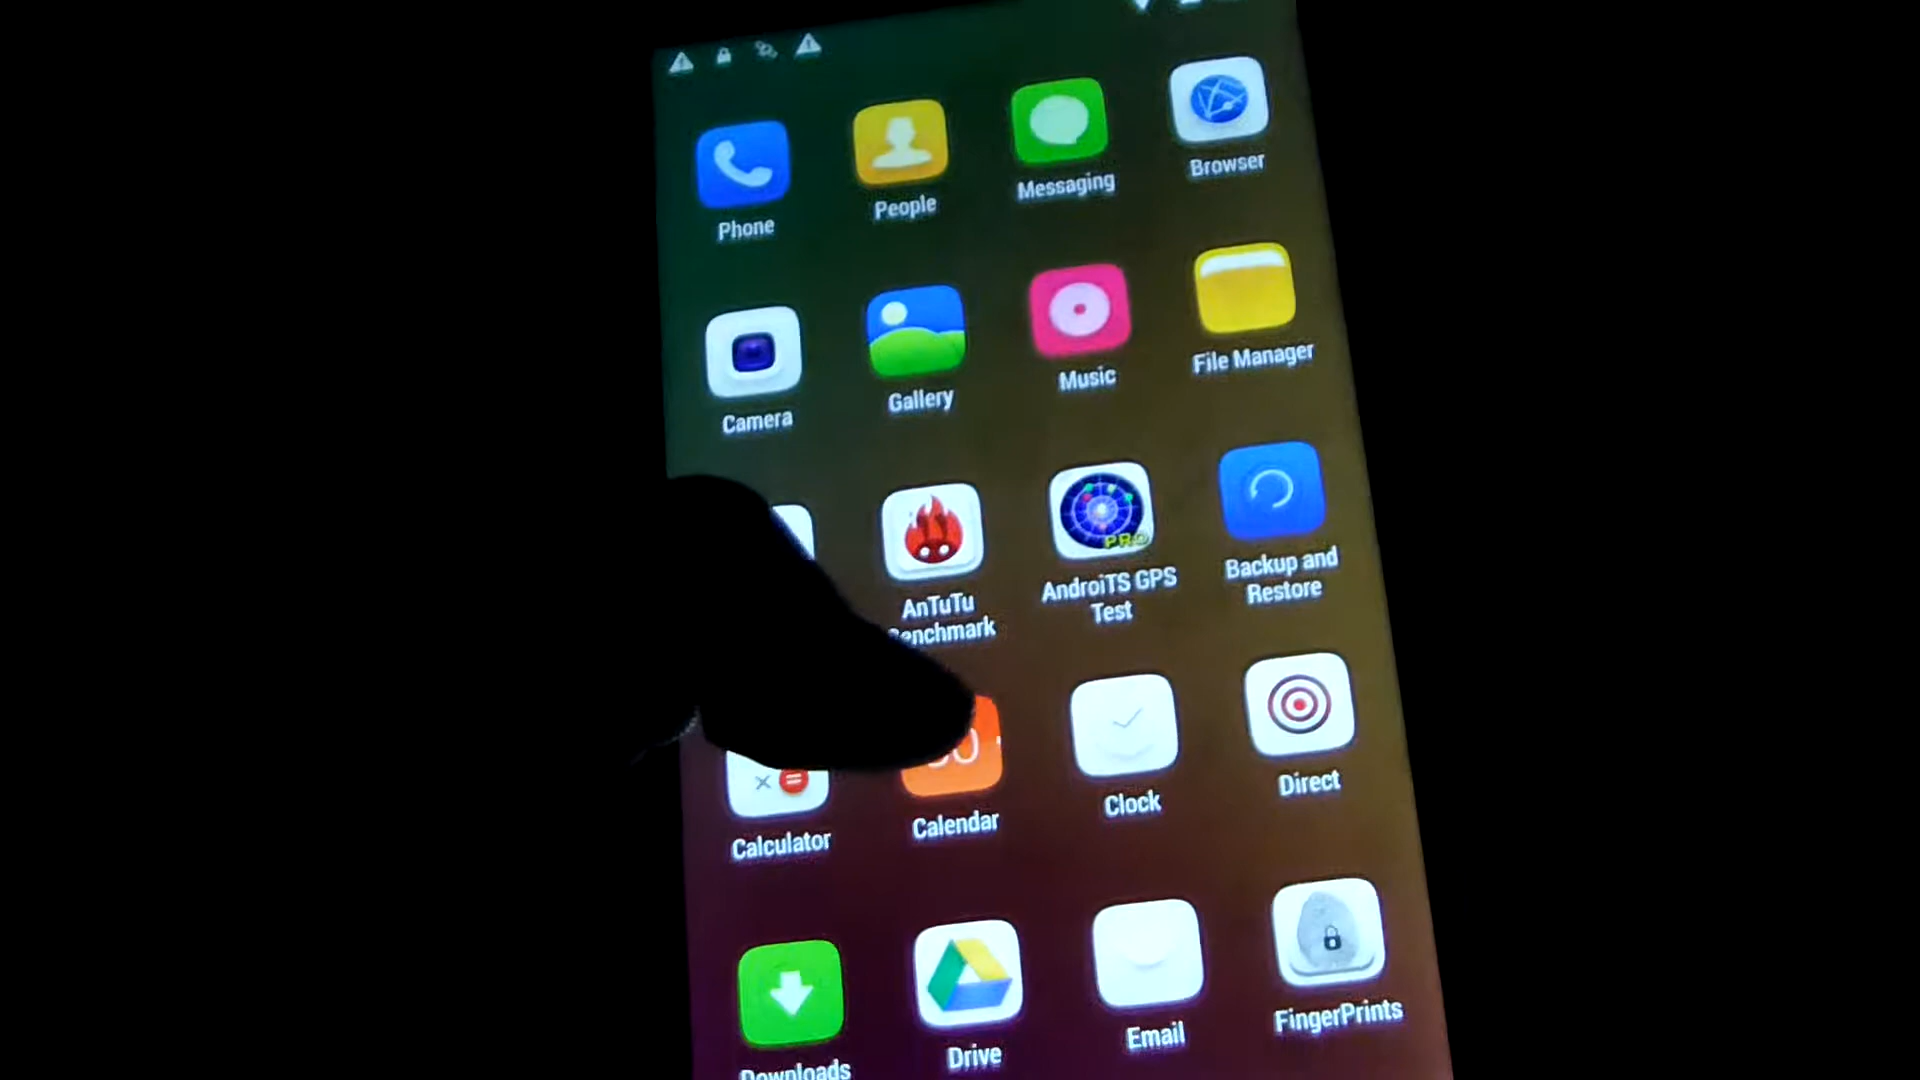 Phone
People
Messaging
Browser
Camera
Gallery
Music
File Manager
AnTuTu
Benchmark
PRO
AndroiTS GPS
Test
Backup and
Restore
Calculator
Calendar
Clock
Direct
Downloads
Drive
Email
FingerPrints